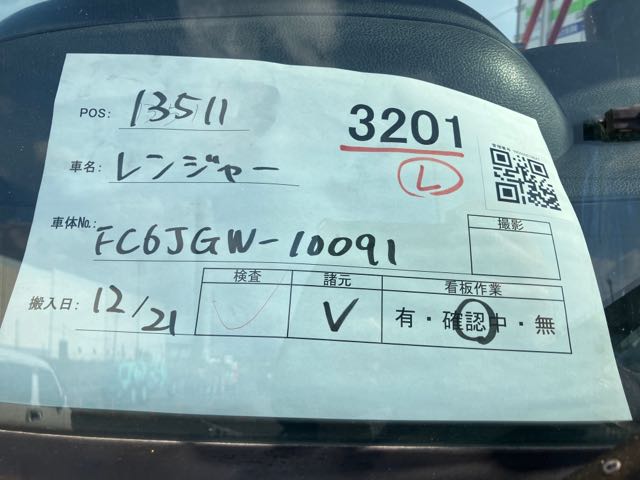 POS: 13511
3201
Ⓛ
車名: レンジャー
車体No.: FC6JGW-10091
撮影
搬入日: 12/21
検査 諸元 看板作業
✓ V 有・確認中・無